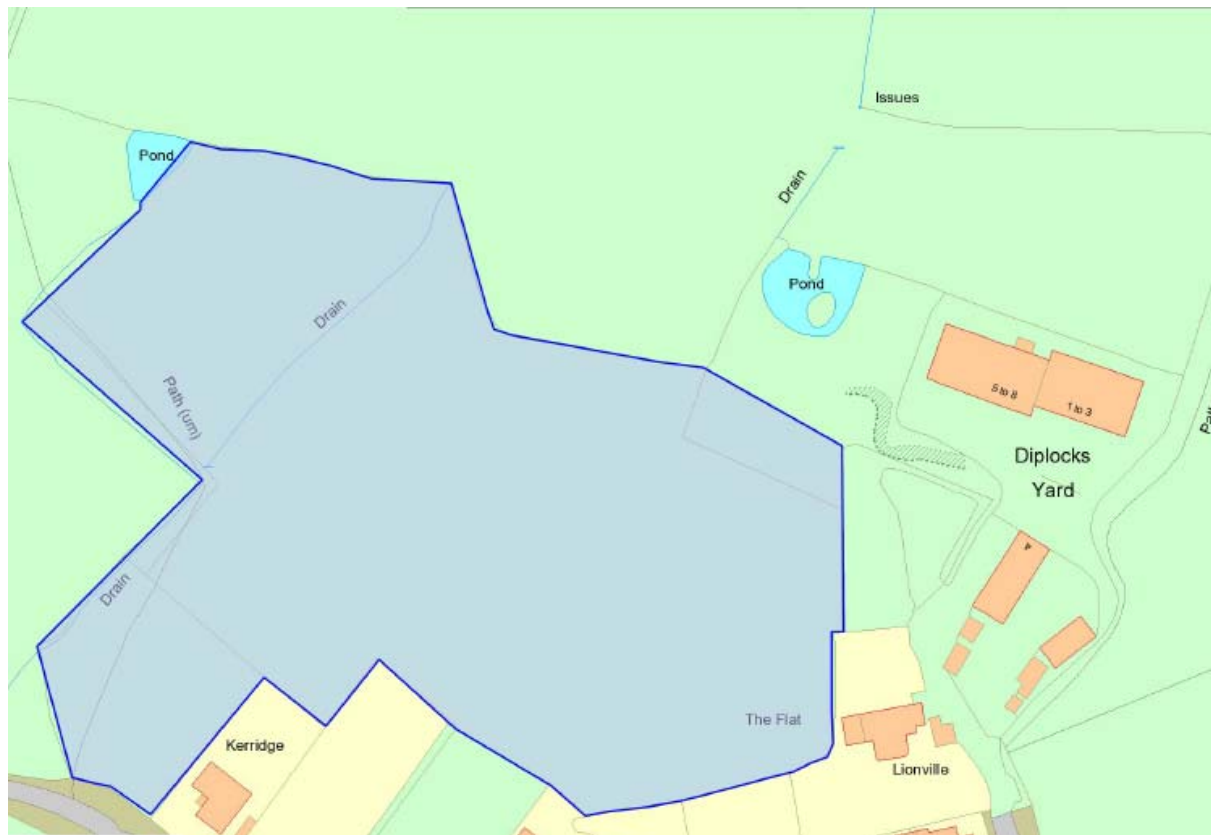 Issues
Pond
Drain
Pond
Drain
5 to 8
1 to 3
Path (um)
Diplocks
Yard
4
Drain
The Flat
Kerridge
Lionville